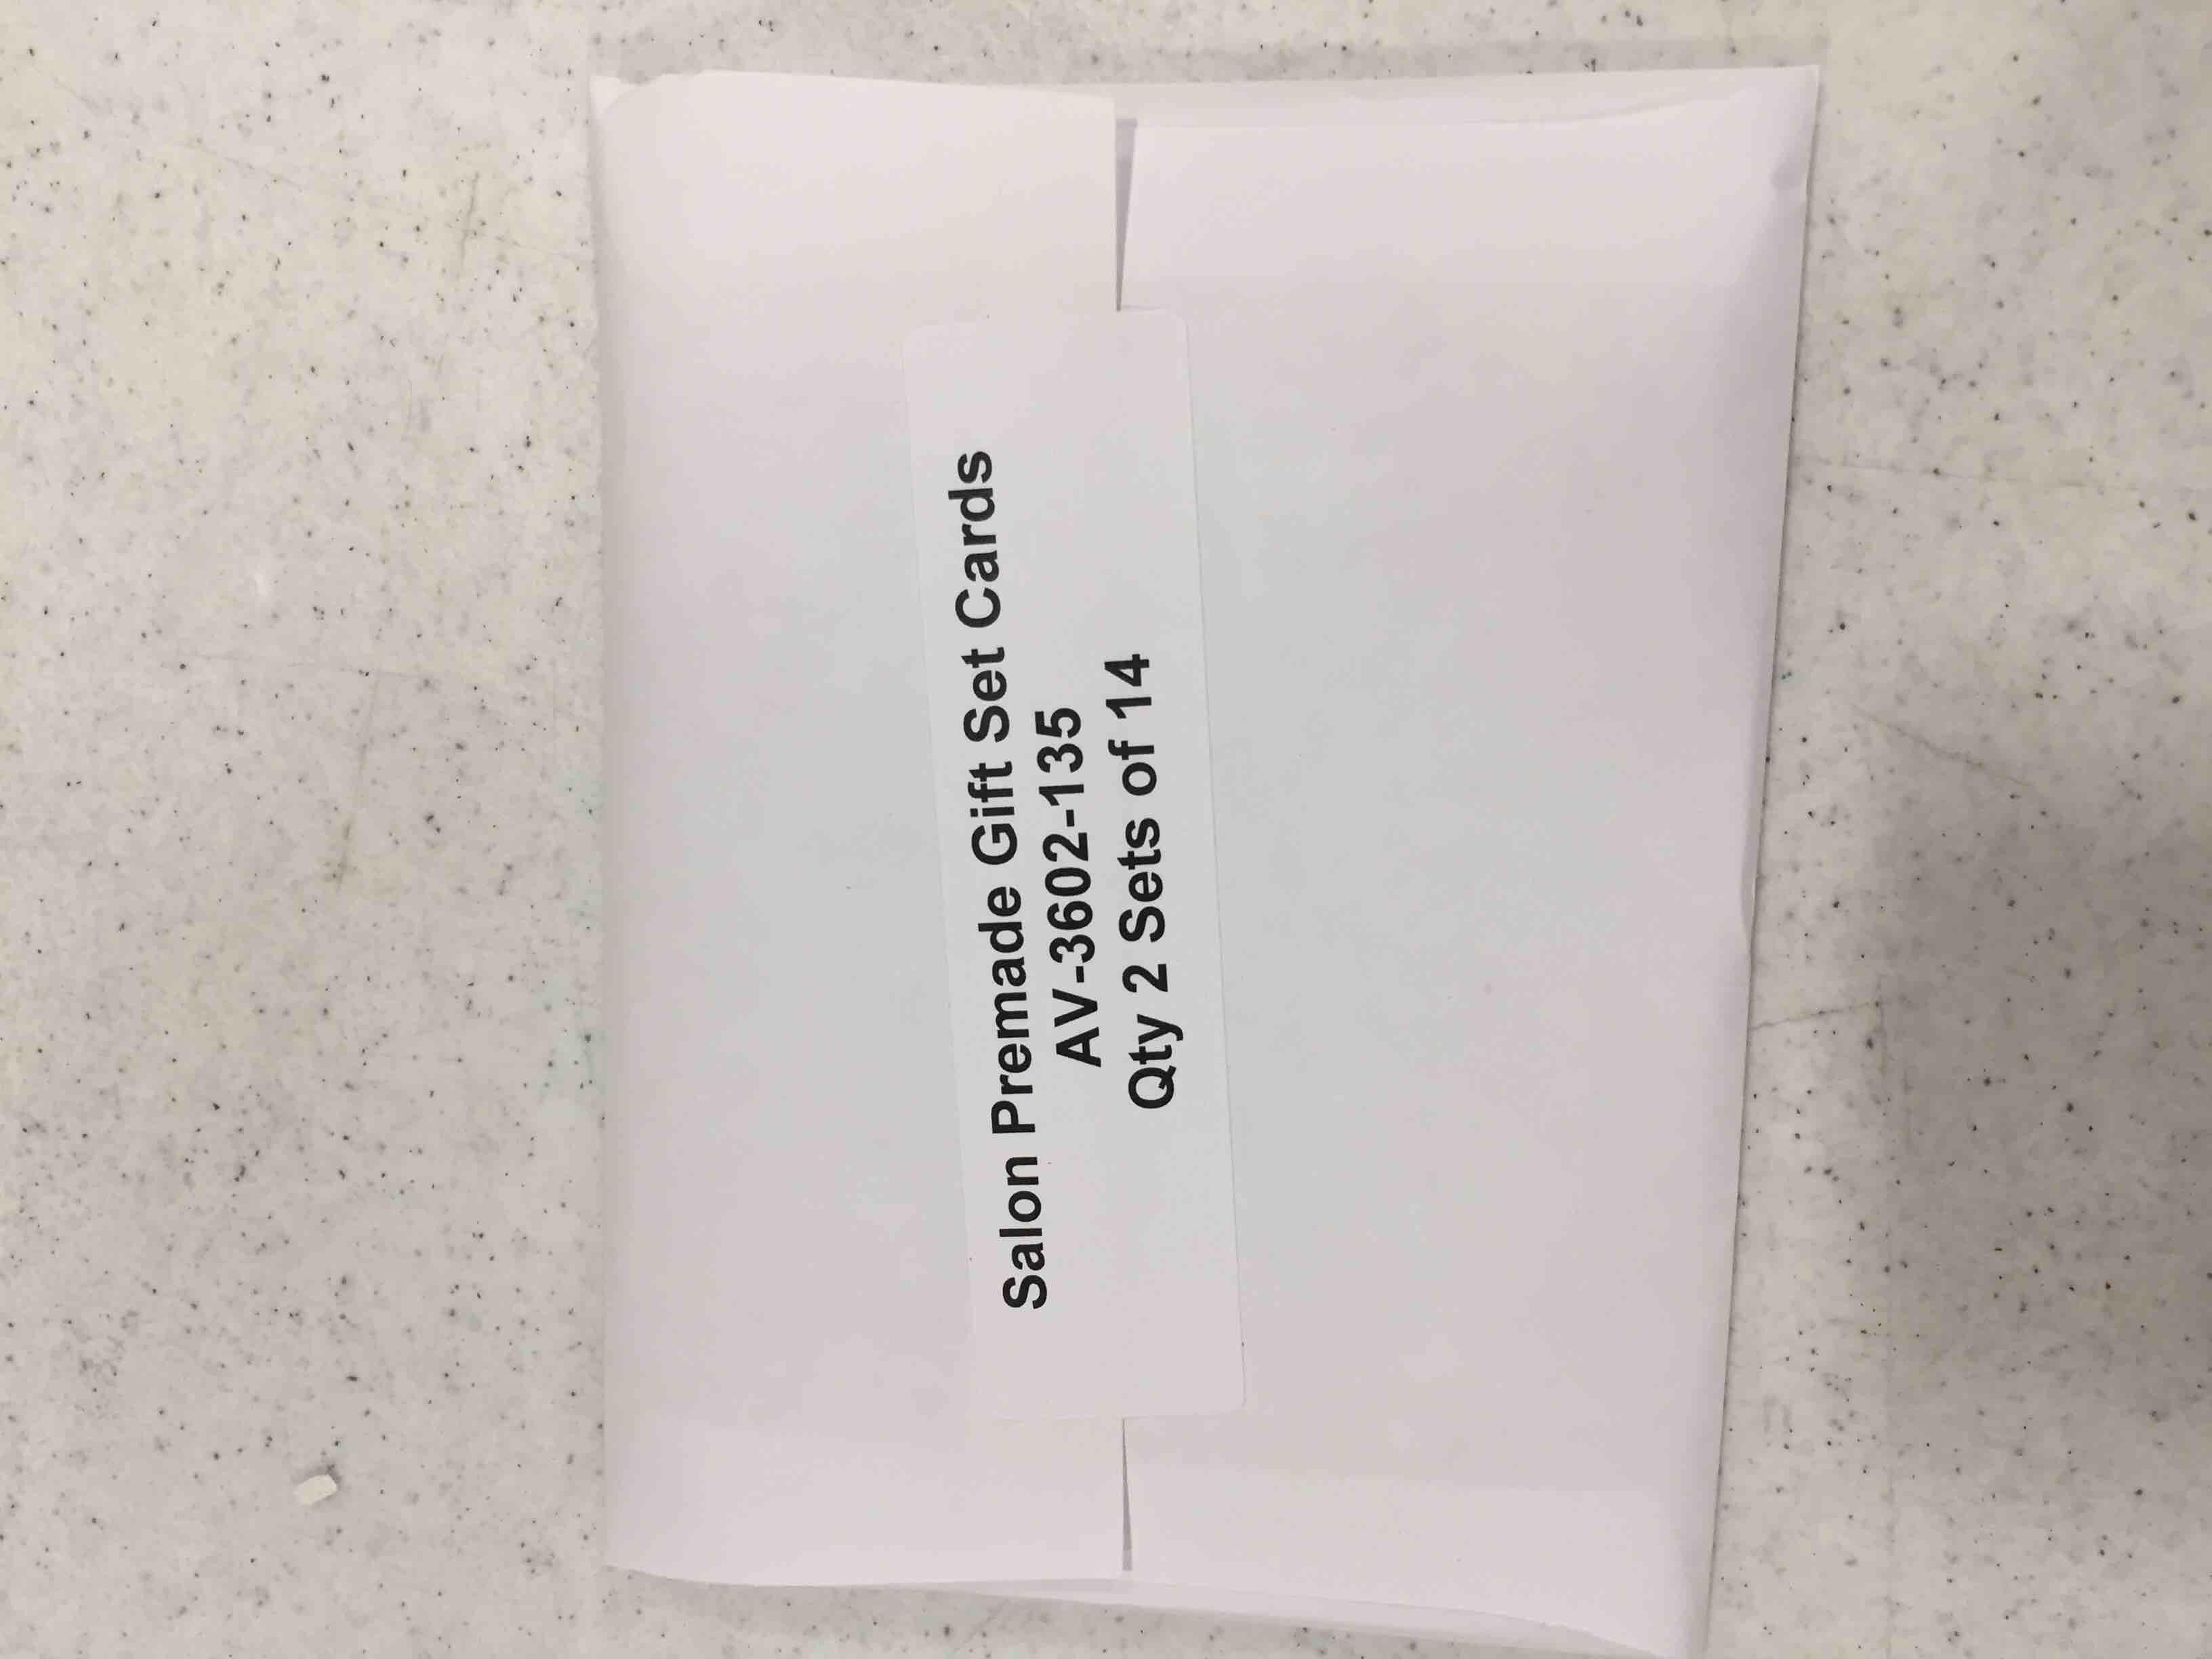 Salon Premade Gift Set Cards
AV-3602-135
Qty 2 Sets of 14